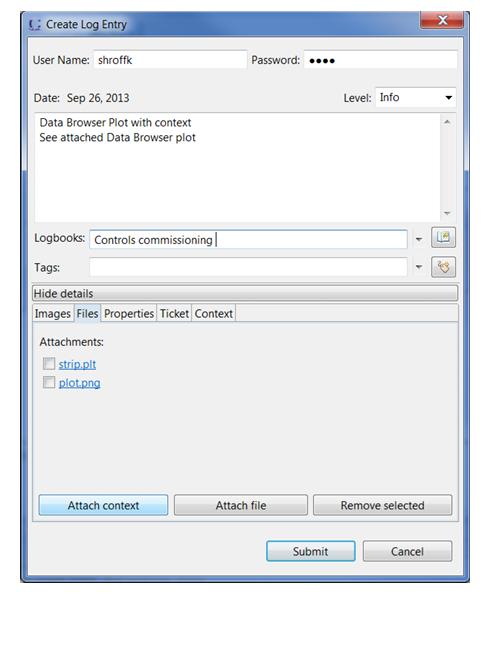 Create Log Entry
User Name: shroffk Password: ●●●●
Date: Sep 26, 2013 Level: Info
Data Browser Plot with context
See attached Data Browser plot
Logbooks: Controls commissioning
Tags:
Hide details
Images Files Properties Ticket Context
Attachments:
strip.plt
plot.png
Attach context Attach file Remove selected
Submit Cancel